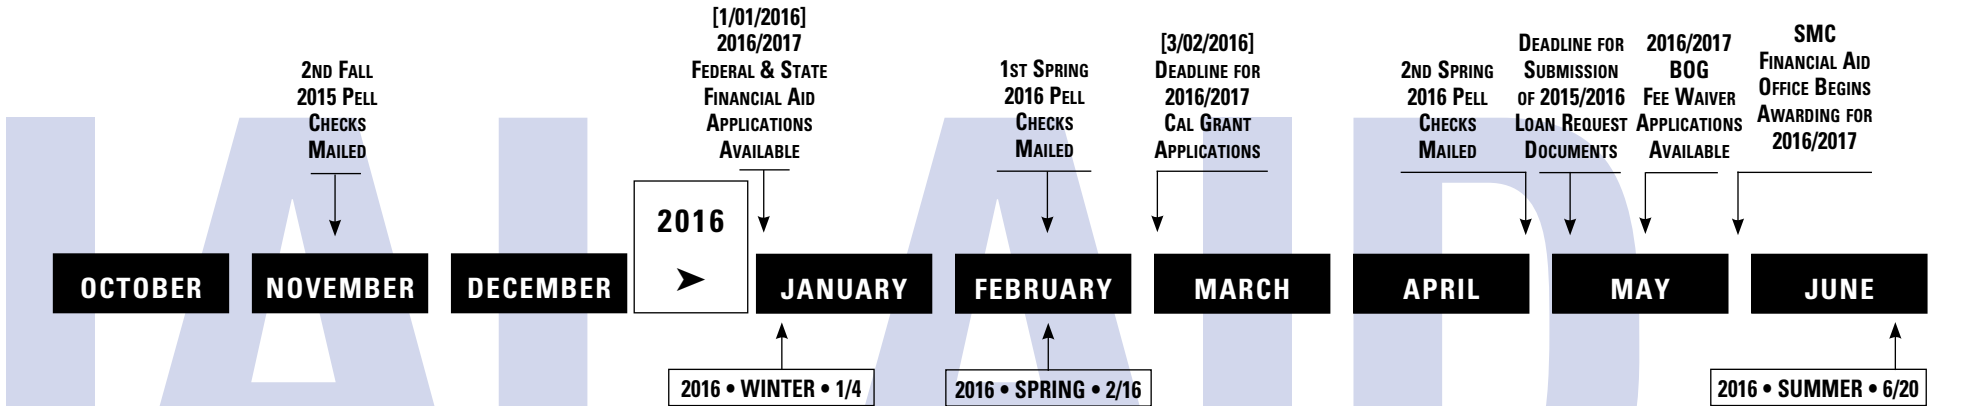 2ND FALL
2015 PELL
CHECKS
MAILED
[1/01/2016]
2016/2017
FEDERAL & STATE
FINANCIAL AID
APPLICATIONS
AVAILABLE
1ST SPRING
2016 PELL
CHECKS
MAILED
[3/02/2016]
DEADLINE FOR
2016/2017
CAL GRANT
APPLICATIONS
2ND SPRING
2016 PELL
CHECKS
MAILED
DEADLINE FOR
SUBMISSION
OF 2015/2016
LOAN REQUEST
DOCUMENTS
2016/2017
BOG
FEE WAIVER
APPLICATIONS
AVAILABLE
SMC
FINANCIAL AID
OFFICE BEGINS
AWARDING FOR
2016/2017
OCTOBER
NOVEMBER
DECEMBER
2016
JANUARY
FEBRUARY
MARCH
APRIL
MAY
JUNE
2016 • WINTER • 1/4
2016 • SPRING • 2/16
2016 • SUMMER • 6/20
IAL AID